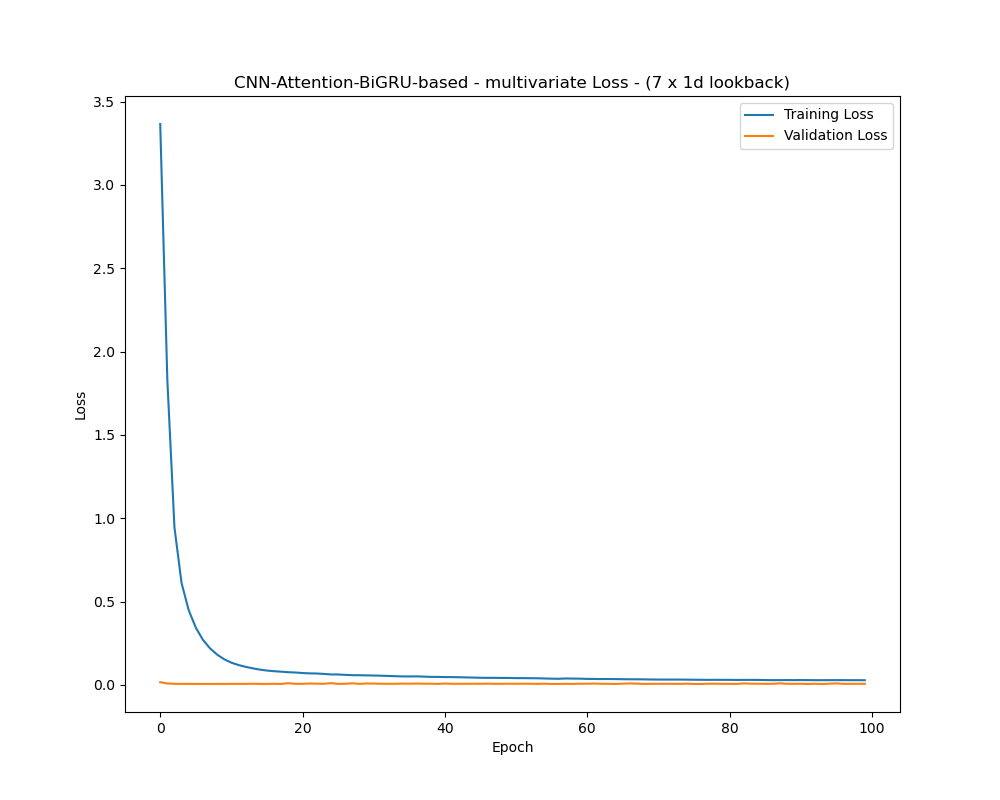 CNN-Attention-BiGRU-based - multivariate Loss - (7 x 1d lookback)
Training Loss
Validation Loss
3.5
3.0
2.5
2.0
1.5
1.0
0.5
0.0
Loss
0 20 40 60 80 100
Epoch